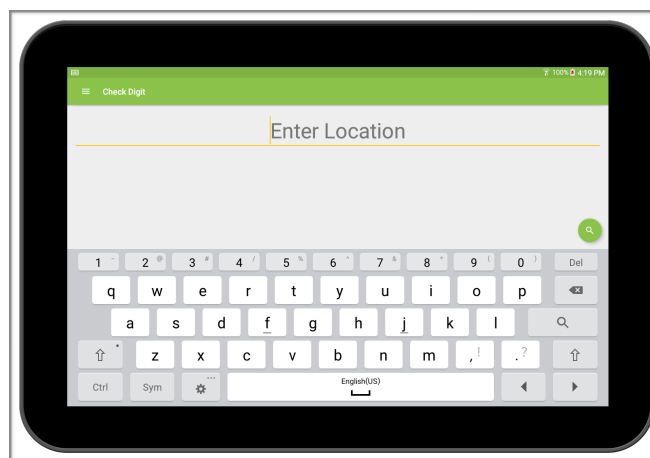 100% 4:19 PM
Check Digit
Enter Location
1 - 2 @ 3 # 4 / 5 % 6 ^ 7 & 8 * 9 ( 0 ) Del
q w e r t y u i o p
a s d f g h j k l
z x c v b n m , ! . ?
Ctrl Sym English(US)